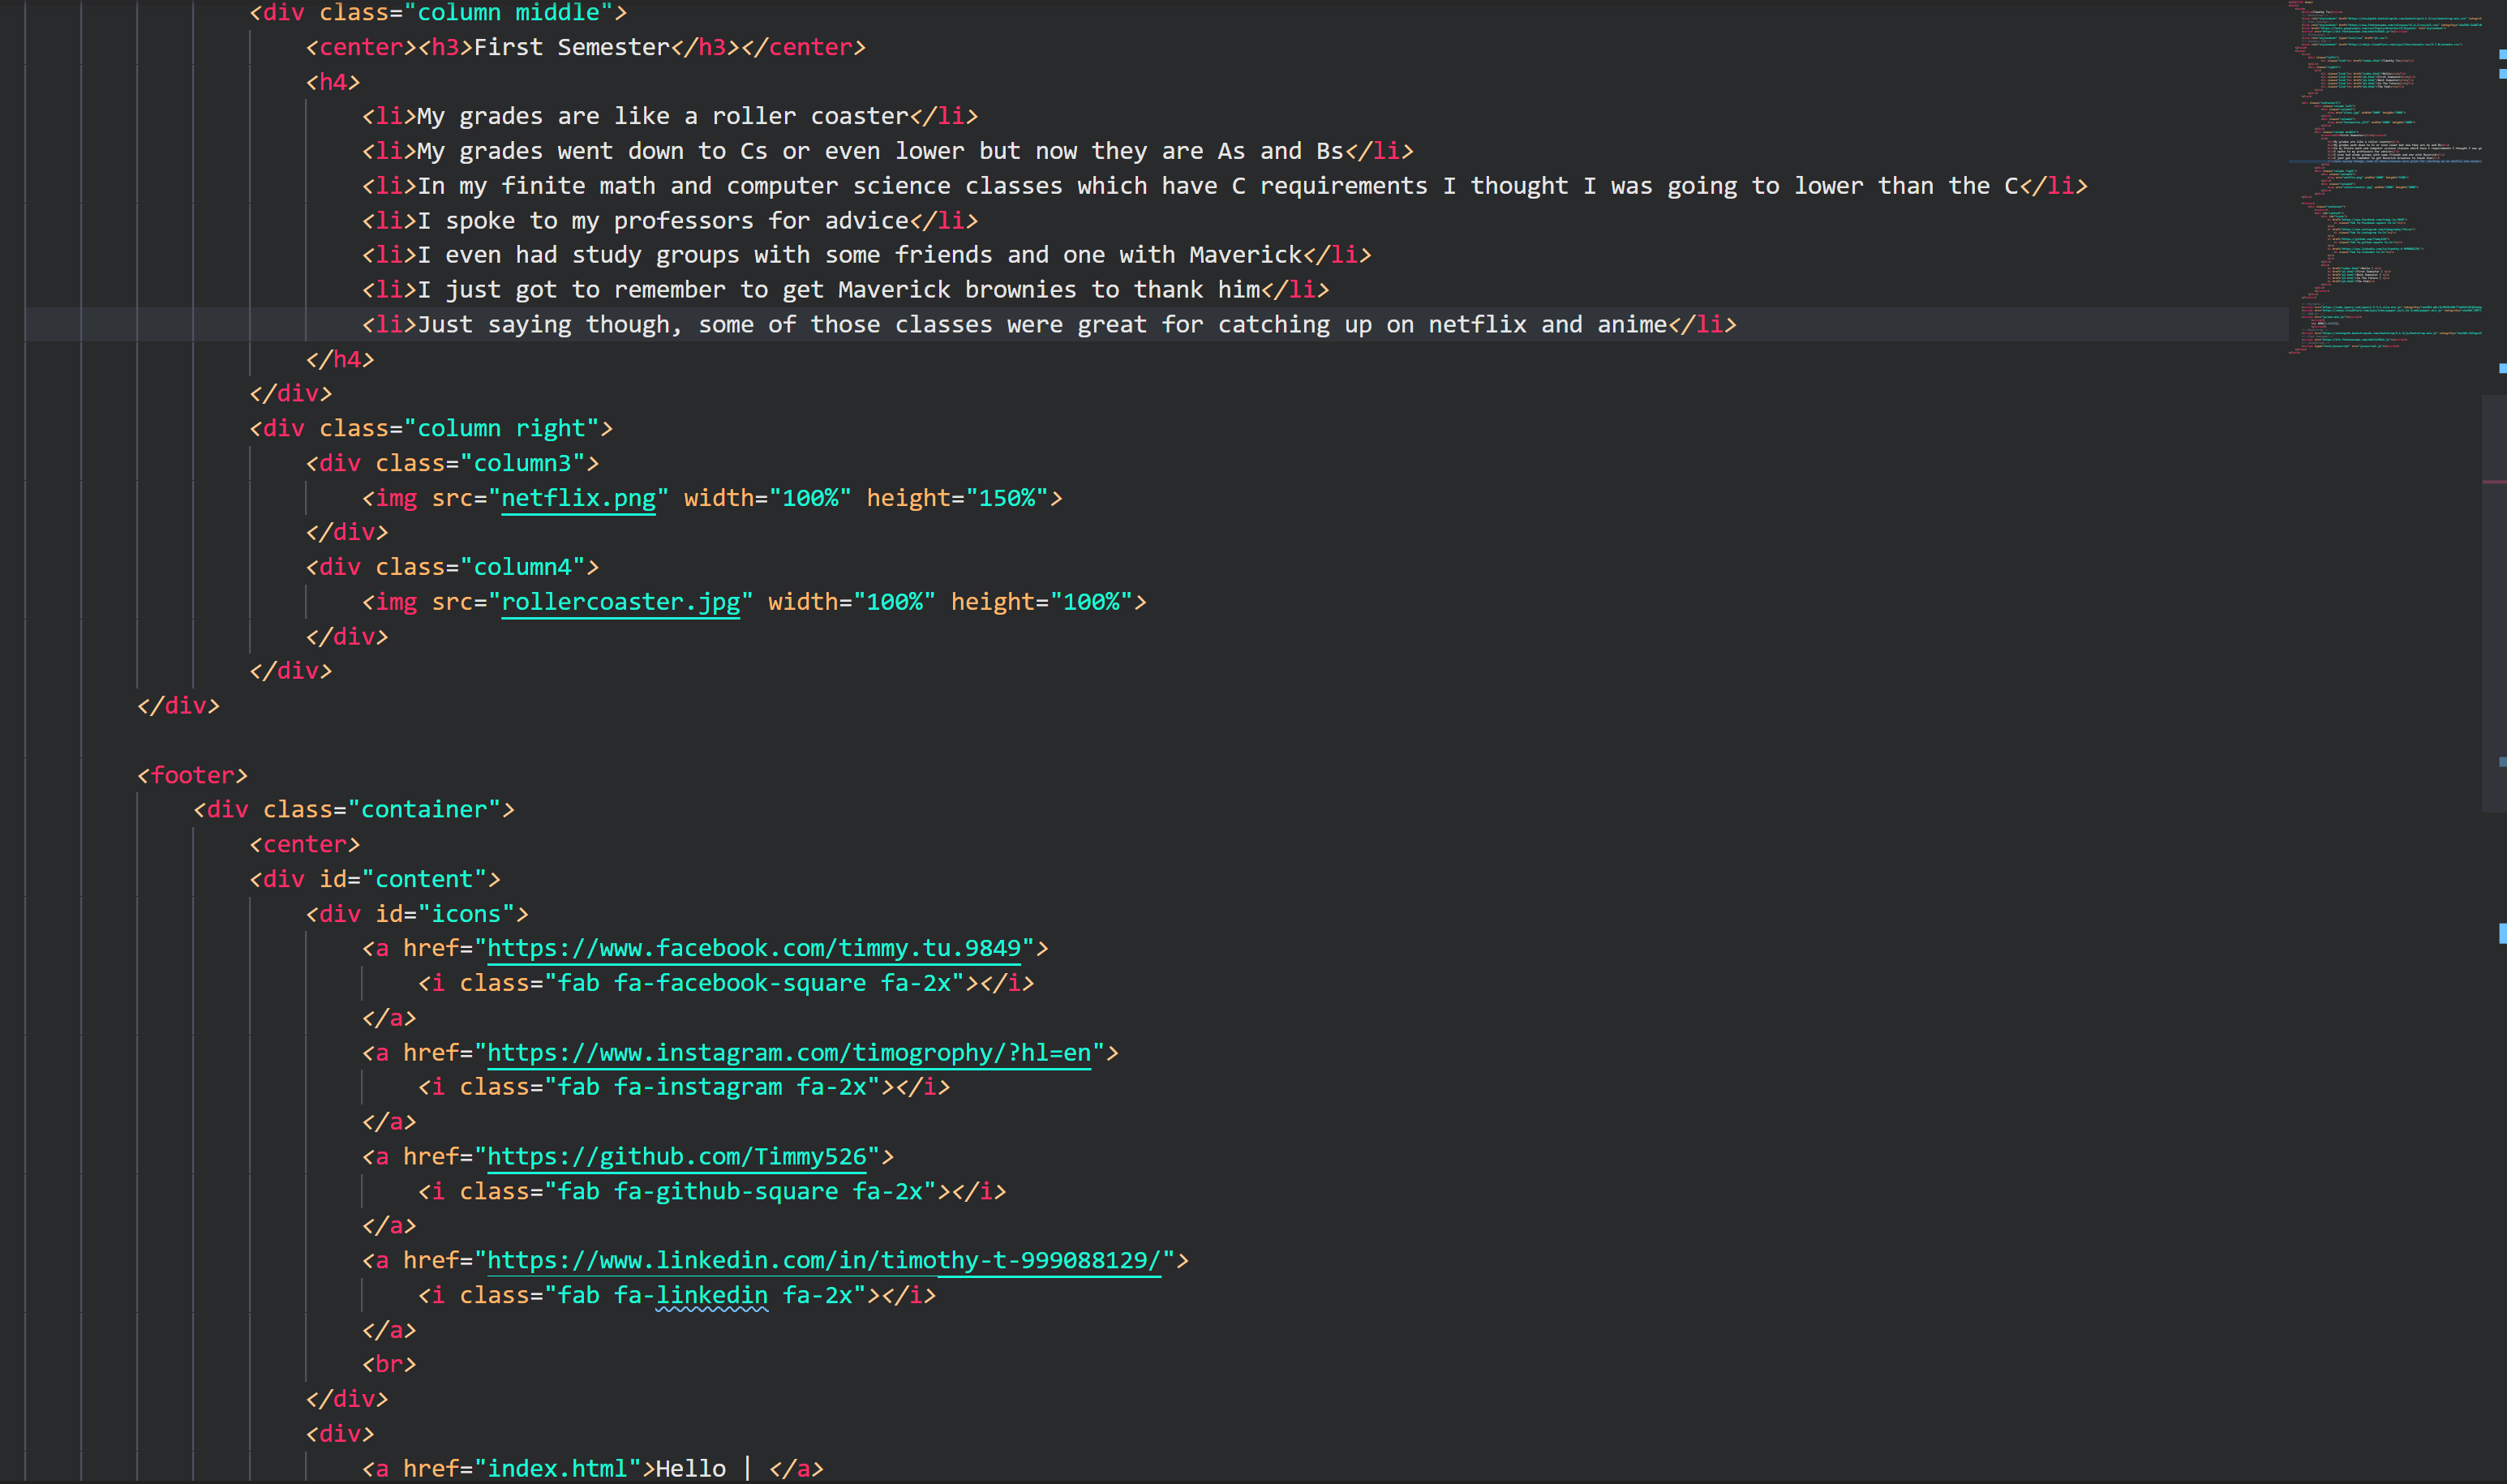 <div class="column middle">
<center><h3>First Semester</h3></center>
<h4>
<li>My grades are like a roller coaster</li>
<li>My grades went down to Cs or even lower but now they are As and Bs</li>
<li>In my finite math and computer science classes which have C requirements I thought I was going to lower than the C</li>
<li>I spoke to my professors for advice</li>
<li>I even had study groups with some friends and one with Maverick</li>
<li>I just got to remember to get Maverick brownies to thank him</li>
<li>Just saying though, some of those classes were great for catching up on netflix and anime</li>
</h4>
</div>
<div class="column right">
<div class="column3">
<img src="netflix.png" width="100%" height="150%">
</div>
<div class="column4">
<img src="rollercoaster.jpg" width="100%" height="100%">
</div>
</div>
</div>
<footer>
<div class="container">
<center>
<div id="content">
<div id="icons">
<a href="https://www.facebook.com/timmy.tu.9849">
<i class="fab fa-facebook-square fa-2x"></i>
</a>
<a href="https://www.instagram.com/timogrophy/?hl=en">
<i class="fab fa-instagram fa-2x"></i>
</a>
<a href="https://github.com/Timmy526">
<i class="fab fa-github-square fa-2x"></i>
</a>
<a href="https://www.linkedin.com/in/timothy-t-999088129/">
<i class="fab fa-linkedin fa-2x"></i>
</a>
<br>
</div>
<div>
<a href="index.html">Hello | </a>